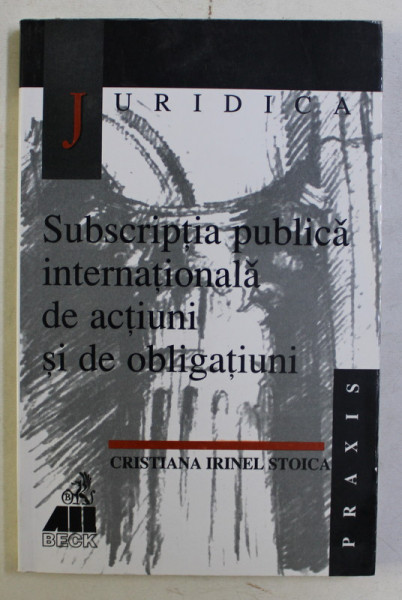 JURIDICA
Subscripția publică
internațională
de acțiuni
și de obligațiuni
CRISTIANA IRINEL STOICA
PRAXIS
B
ALL
BECK